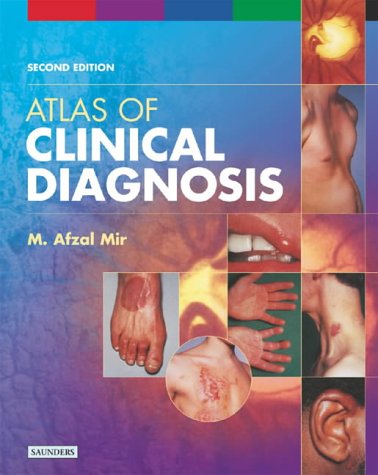 SECOND EDITION
ATLAS OF
CLINICAL
DIAGNOSIS
M. Afzal Mir
SAUNDERS